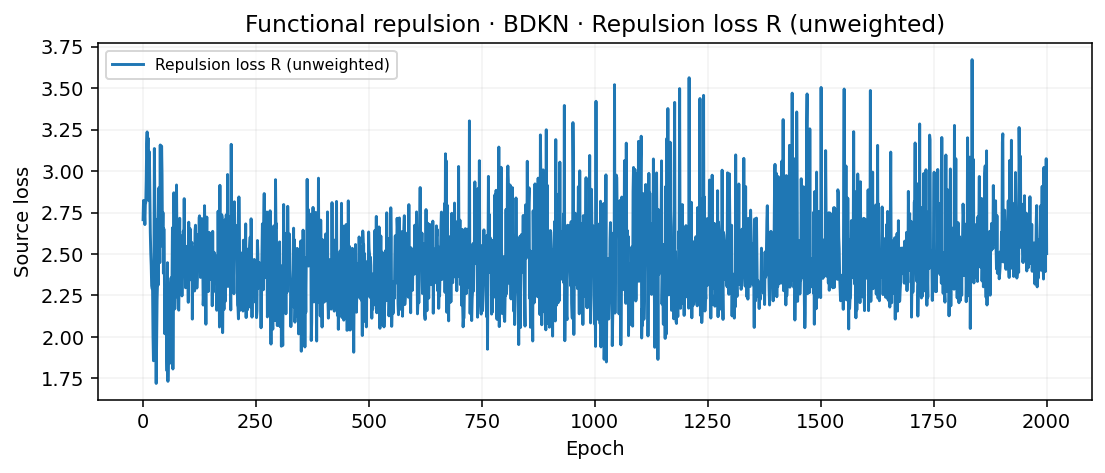 Functional repulsion · BDKN · Repulsion loss R (unweighted)
Repulsion loss R (unweighted)
Source loss
3.75
3.50
3.25
3.00
2.75
2.50
2.25
2.00
1.75
0 250 500 750 1000 1250 1500 1750 2000
Epoch